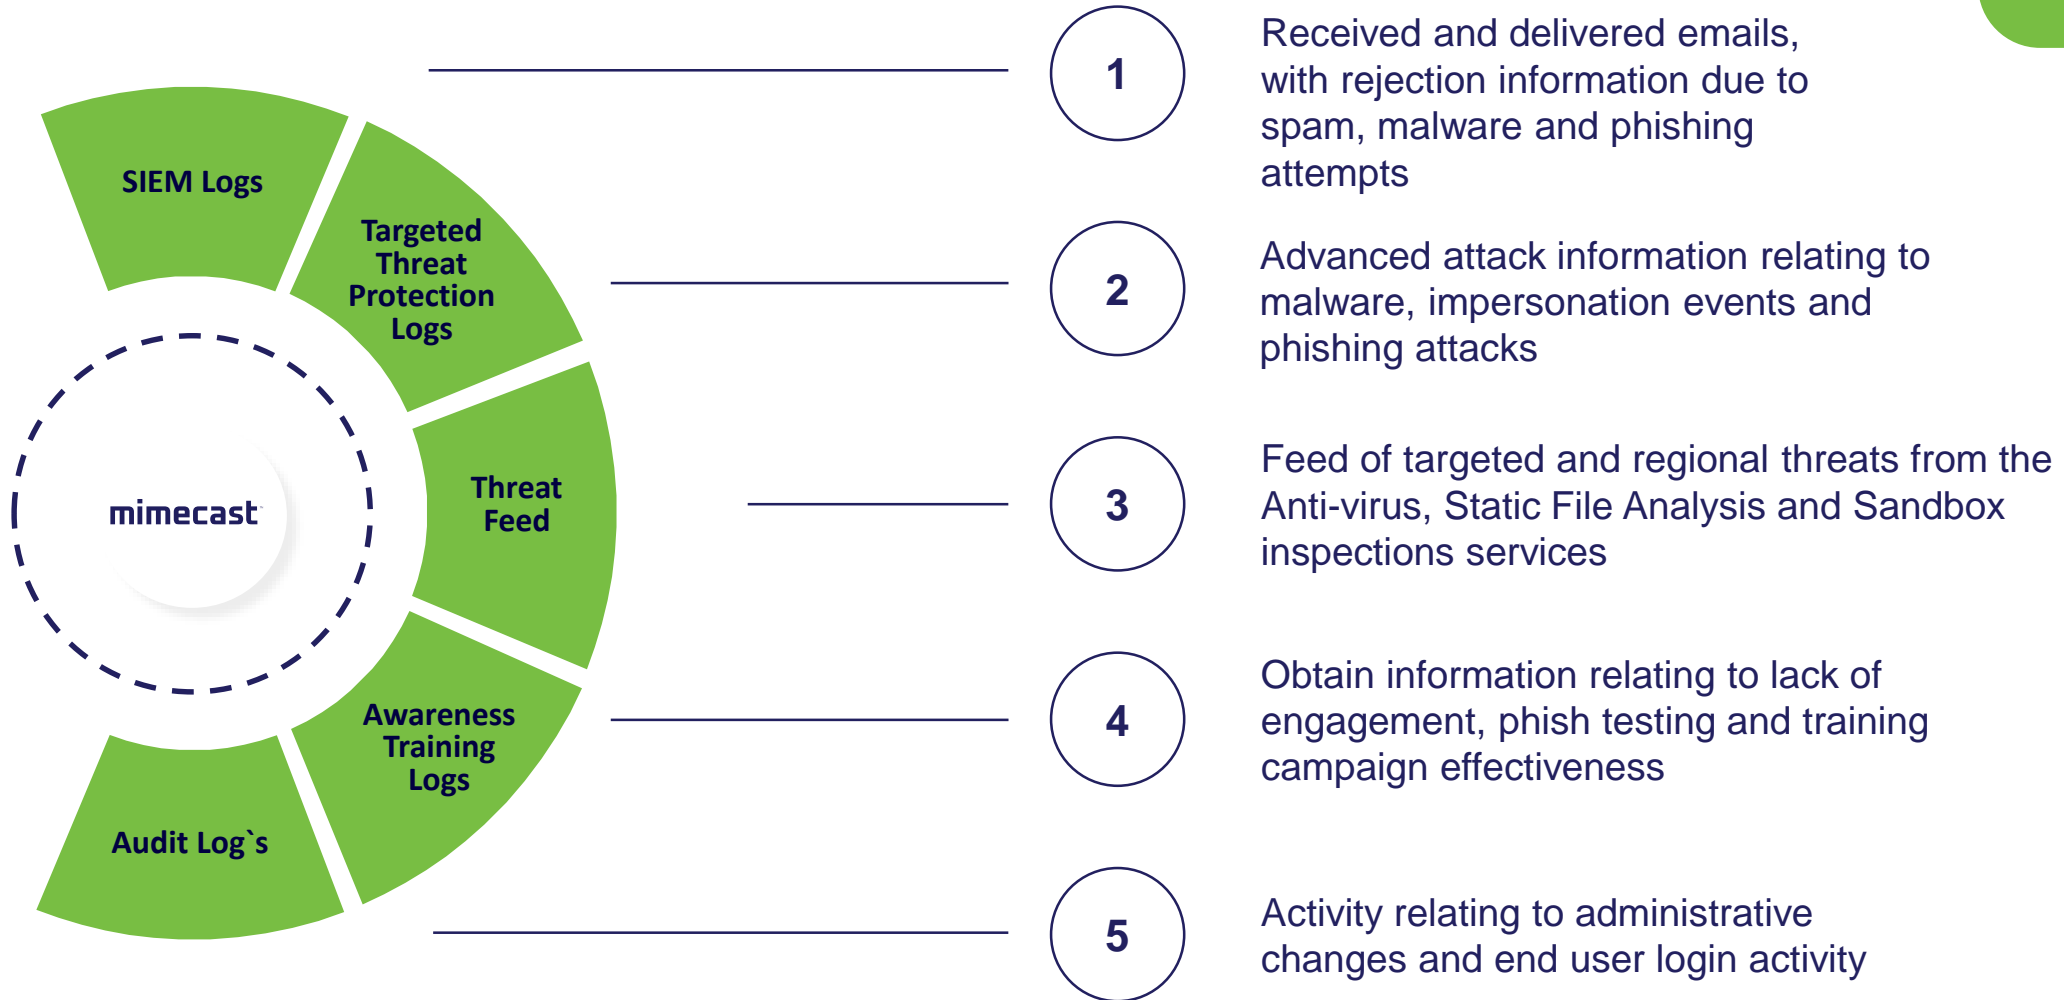 SIEM Logs
Targeted
Threat
Protection
Logs
Threat
Feed
Awareness
Training
Logs
Audit Log`s
mimecast
1
Received and delivered emails,
with rejection information due to
spam, malware and phishing
attempts
2
Advanced attack information relating to
malware, impersonation events and
phishing attacks
3
Feed of targeted and regional threats from the
Anti-virus, Static File Analysis and Sandbox
inspections services
4
Obtain information relating to lack of
engagement, phish testing and training
campaign effectiveness
5
Activity relating to administrative
changes and end user login activity